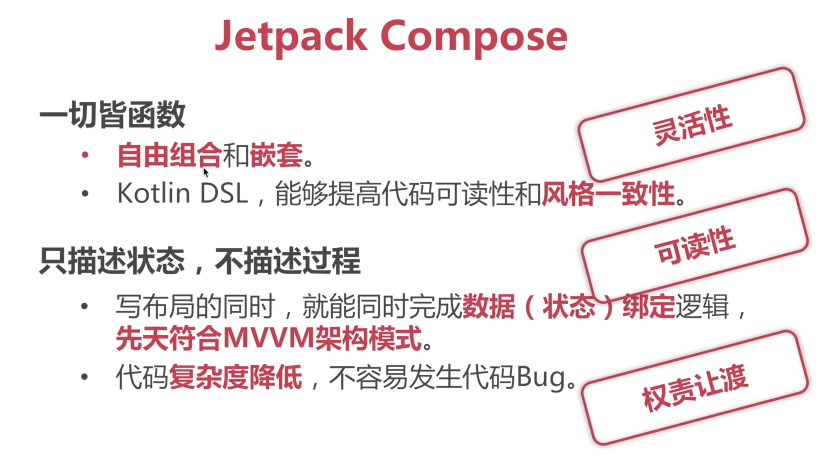 Jetpack Compose
一切皆函数
• 自由组合和嵌套。
• Kotlin DSL，能够提高代码可读性和风格一致性。
只描述状态，不描述过程
• 写布局的同时，就能同时完成数据（状态）绑定逻辑，
先天符合MVVM架构模式。
• 代码复杂度降低，不容易发生代码Bug。
灵活性
可读性
权责让渡